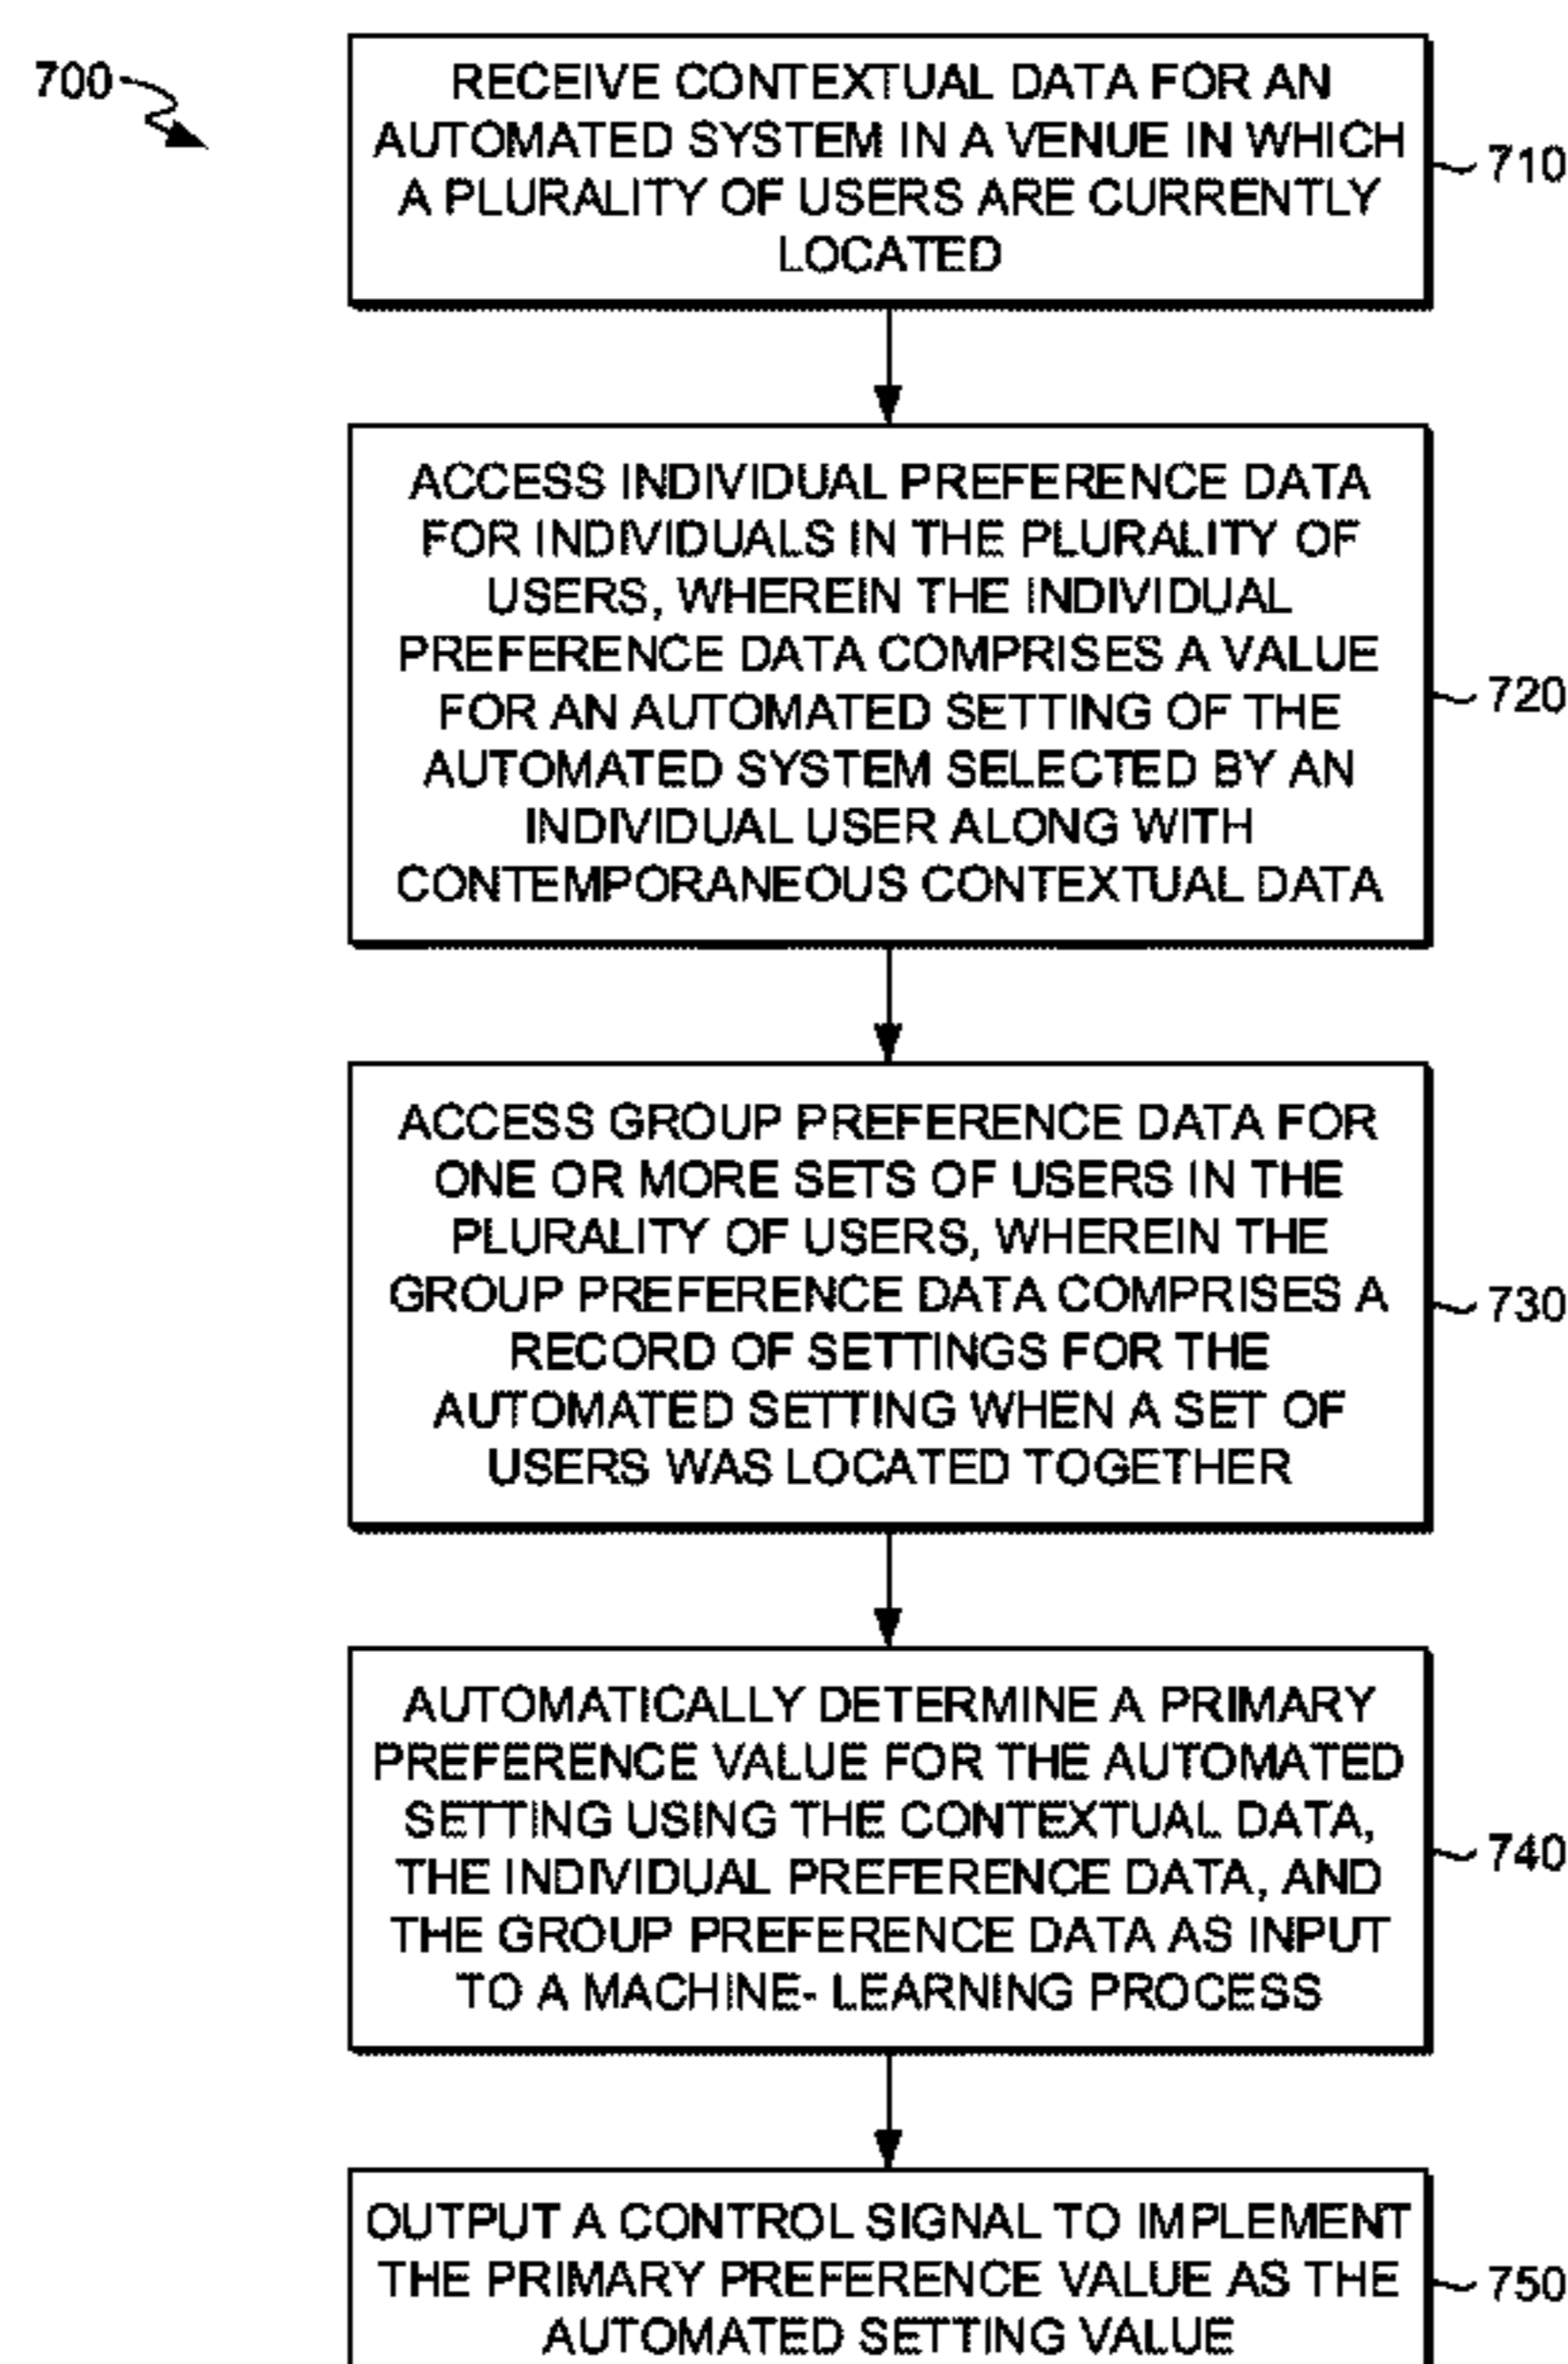 700
RECEIVE CONTEXTUAL DATA FOR AN
AUTOMATED SYSTEM IN A VENUE IN WHICH
A PLURALITY OF USERS ARE CURRENTLY
LOCATED
710
ACCESS INDIVIDUAL PREFERENCE DATA
FOR INDIVIDUALS IN THE PLURALITY OF
USERS, WHEREIN THE INDIVIDUAL
PREFERENCE DATA COMPRISES A VALUE
FOR AN AUTOMATED SETTING OF THE
AUTOMATED SYSTEM SELECTED BY AN
INDIVIDUAL USER ALONG WITH
CONTEMPORANEOUS CONTEXTUAL DATA
720
ACCESS GROUP PREFERENCE DATA FOR
ONE OR MORE SETS OF USERS IN THE
PLURALITY OF USERS, WHEREIN THE
GROUP PREFERENCE DATA COMPRISES A
RECORD OF SETTINGS FOR THE
AUTOMATED SETTING WHEN A SET OF
USERS WAS LOCATED TOGETHER
730
AUTOMATICALLY DETERMINE A PRIMARY
PREFERENCE VALUE FOR THE AUTOMATED
SETTING USING THE CONTEXTUAL DATA,
THE INDIVIDUAL PREFERENCE DATA, AND
THE GROUP PREFERENCE DATA AS INPUT
TO A MACHINE- LEARNING PROCESS
740
OUTPUT A CONTROL SIGNAL TO IMPLEMENT
THE PRIMARY PREFERENCE VALUE AS THE
AUTOMATED SETTING VALUE
750